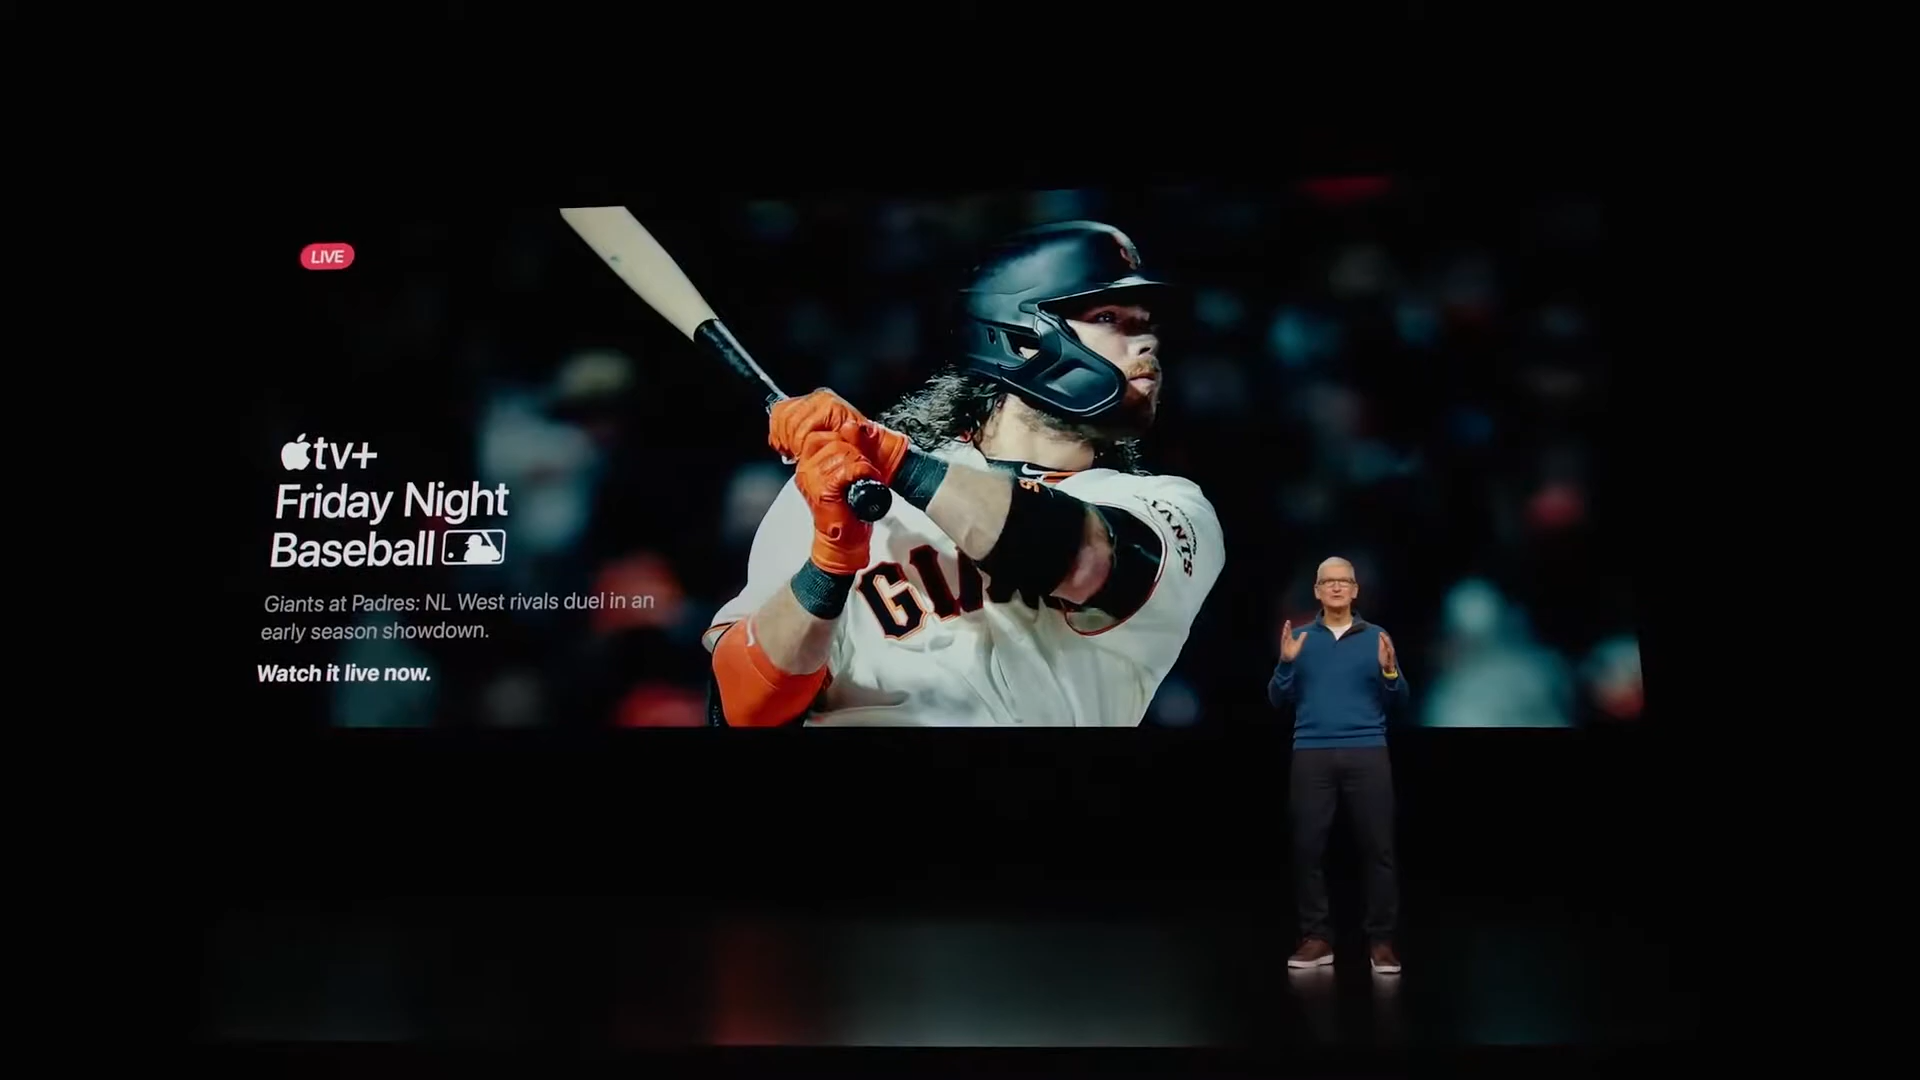 LIVE
tv+
Friday Night
Baseball
Giants at Padres: NL West rivals duel in an
early season showdown.
Watch it live now.
GIA
GIANTS